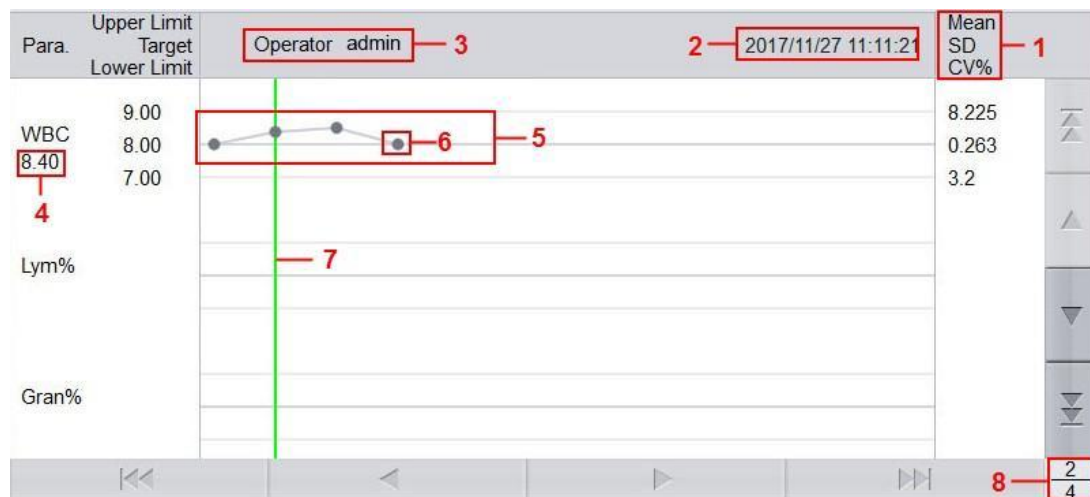 Para.
Upper Limit
Target
Lower Limit
Operator admin
3
2
2017/11/27 11:11:21
Mean
SD
CV%
1
WBC
8.40
4
9.00
8.00
7.00
6
5
8.225
0.263
3.2
Lym%
7
Gran%
8
2
4